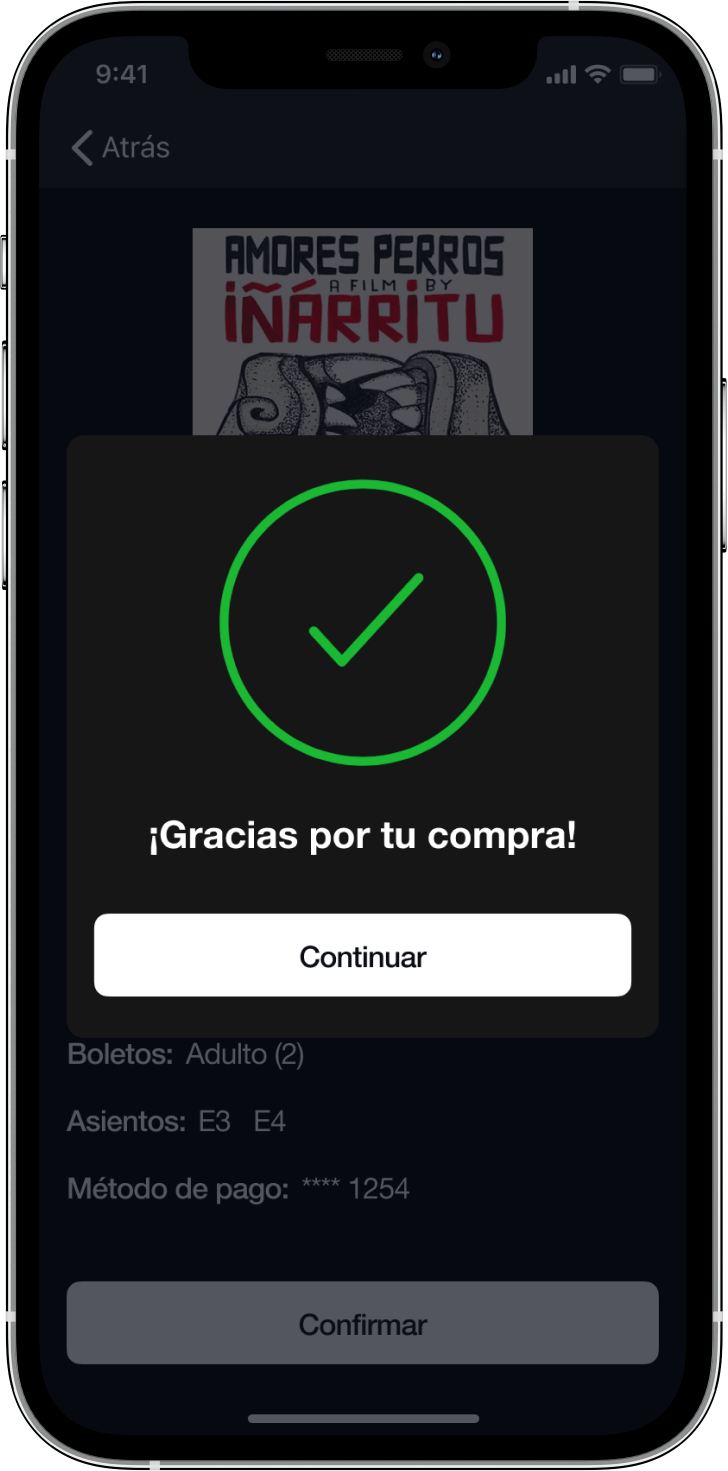 9:41
Atrás
AMORES PERROS
A FILM BY
IÑÁRRITU
¡Gracias por tu compra!
Continuar
Boletos: Adulto (2)
Asientos: E3 E4
Método de pago: **** 1254
Confirmar